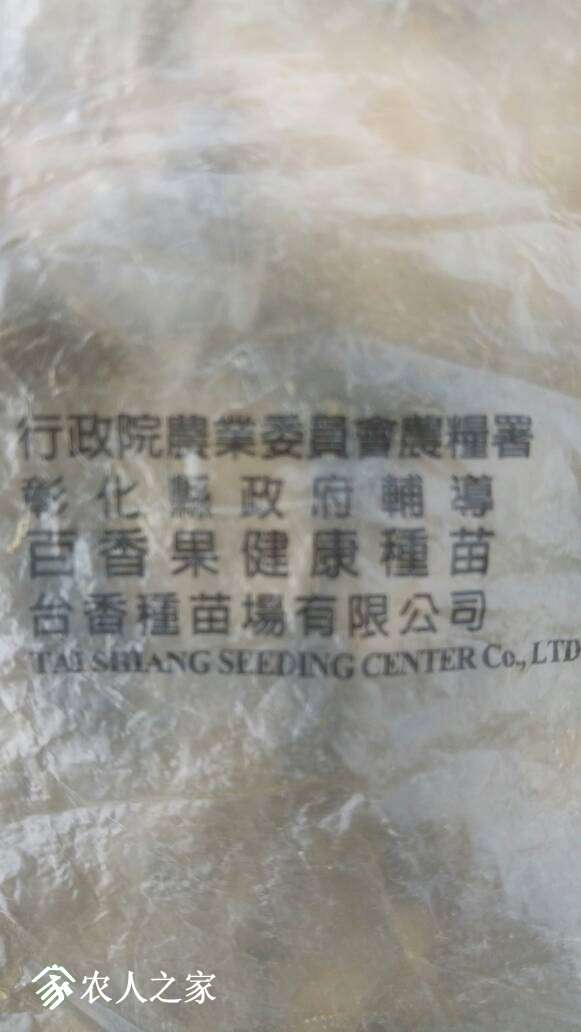 行政院農業委員會農糧署
彰化縣政府輔導
百香果健康種苗
台香種苗場有限公司
TAI SHIANG SEEDING CENTER Co., LTD
农人之家